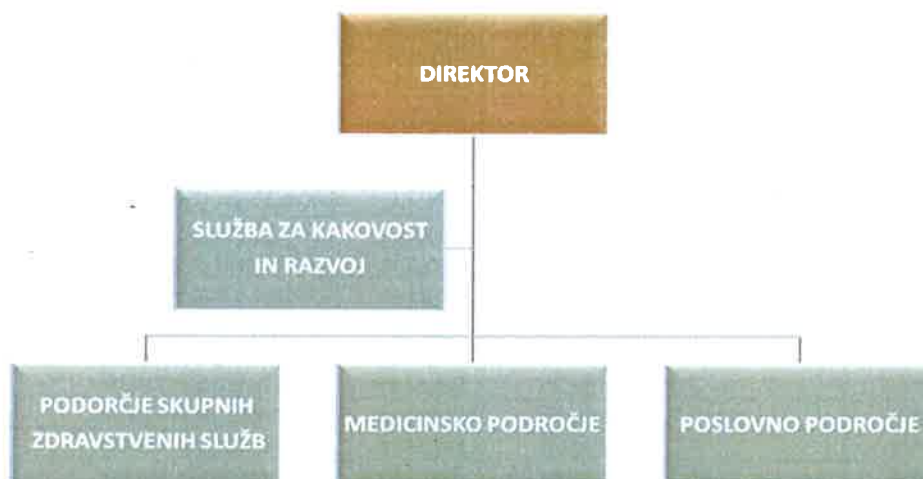 DIREKTOR
SLUŽBA ZA KAKOVOST
IN RAZVOJ
PODORČJE SKUPNIH
ZDRAVSTVENIH SLUŽB
MEDICINSKO PODROČJE
POSLOVNO PODROČJE